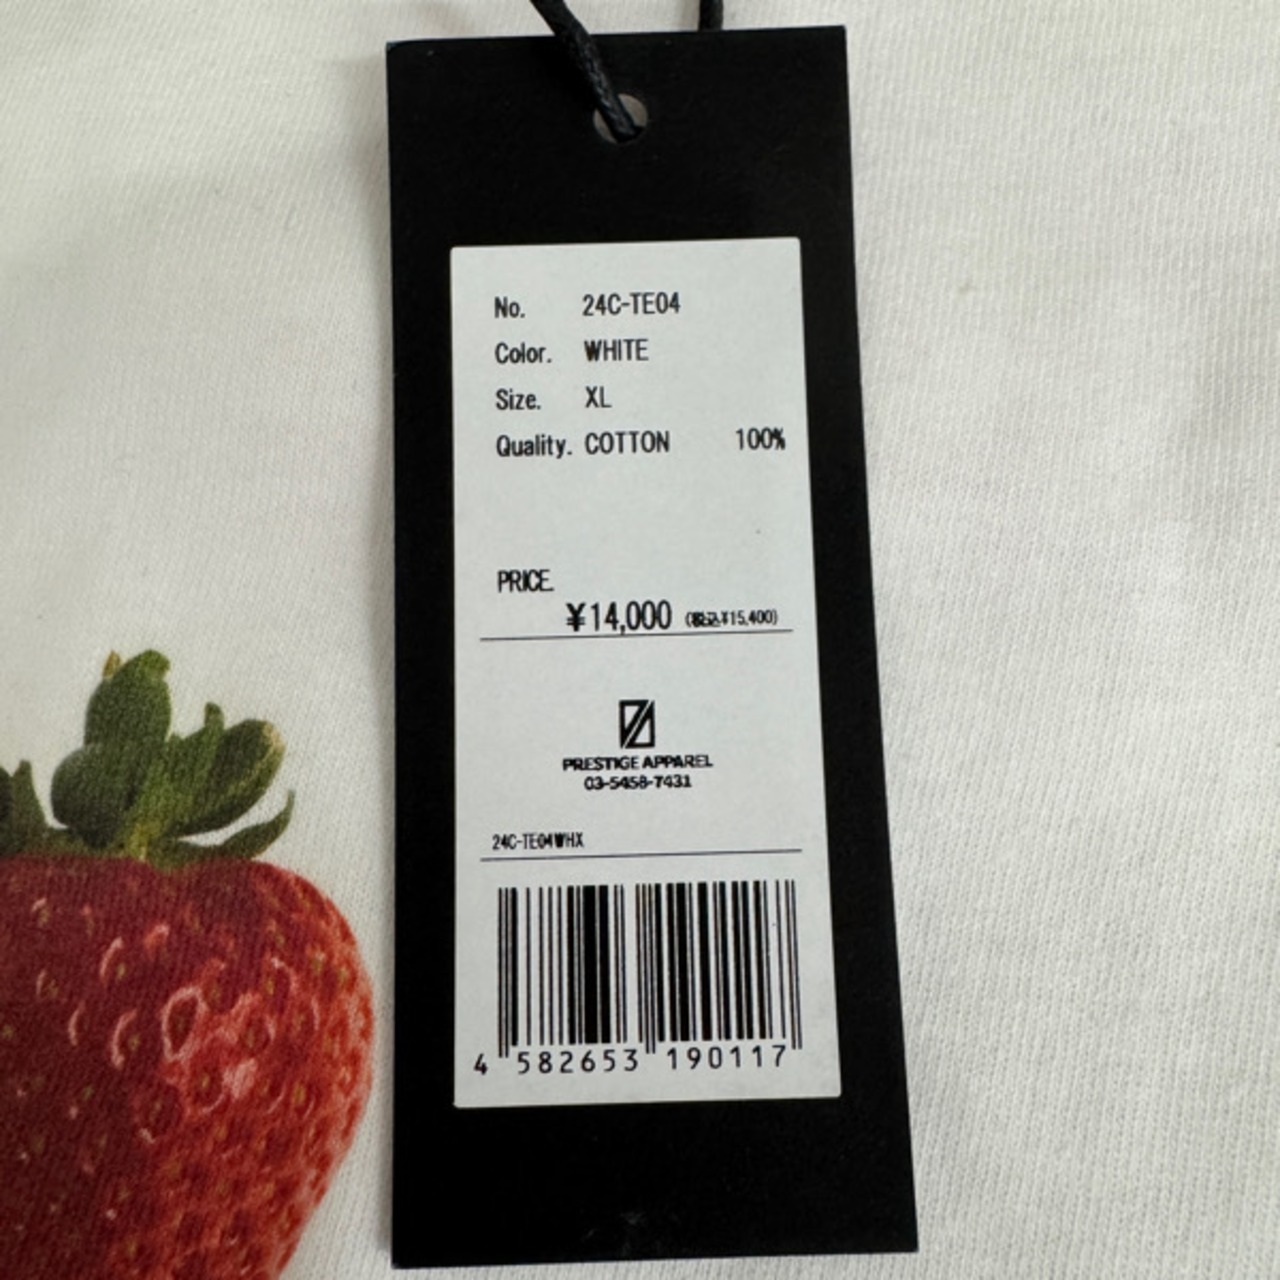 No. 24C-TE04
Color. WHITE
Size. XL
Quality. COTTON 100%
PRICE.
¥14,000 (税込¥15,400)
PRESTIGE APPAREL
03-5458-7431
24C-TE04WHX
4 582653 190117